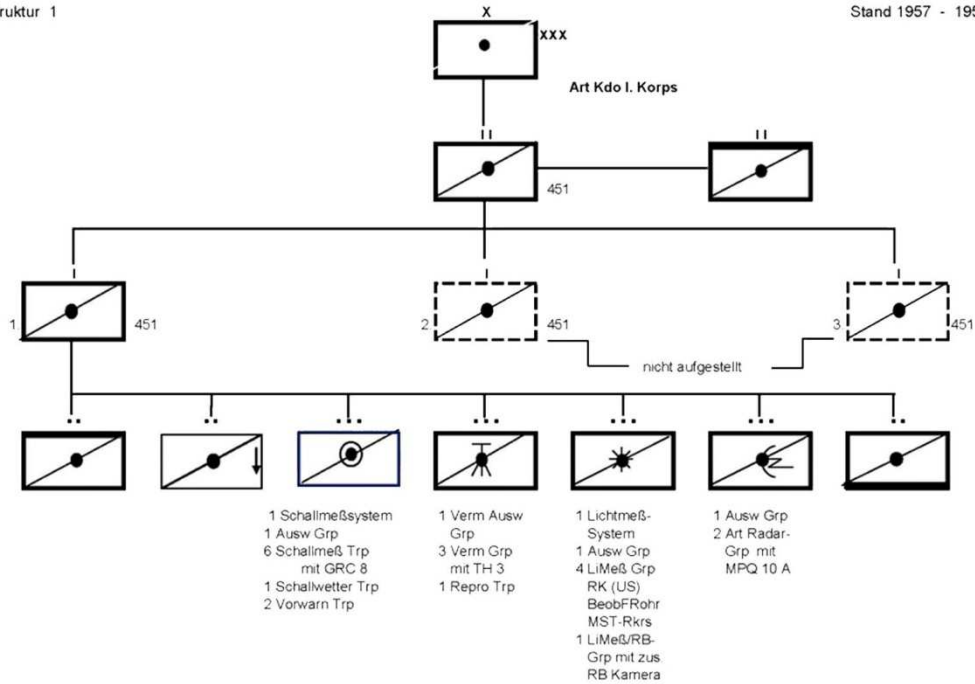 ruktur 1
Stand 1957 - 195
X
XXX
Art Kdo I. Korps
II
II
451
I
I
I
1.
451
2.
451
3
451
nicht aufgestellt
1 Schallmeßsystem
1 Ausw Grp
6 Schallmeß Trp
mit GRC 8
1 Schallwetter Trp
2 Vorwarn Trp
1 Verm Ausw
Grp
3 Verm Grp
mit TH 3
1 Repro Trp
1 Lichtmeß-
System
1 Ausw Grp
4 LiMeß Grp
RK (US)
BeobFRohr
MST-Rkrs
1 LiMeß/RB-
Grp mit zus
RB Kamera
1 Ausw Grp
2 Art Radar-
Grp mit
MPQ 10 A